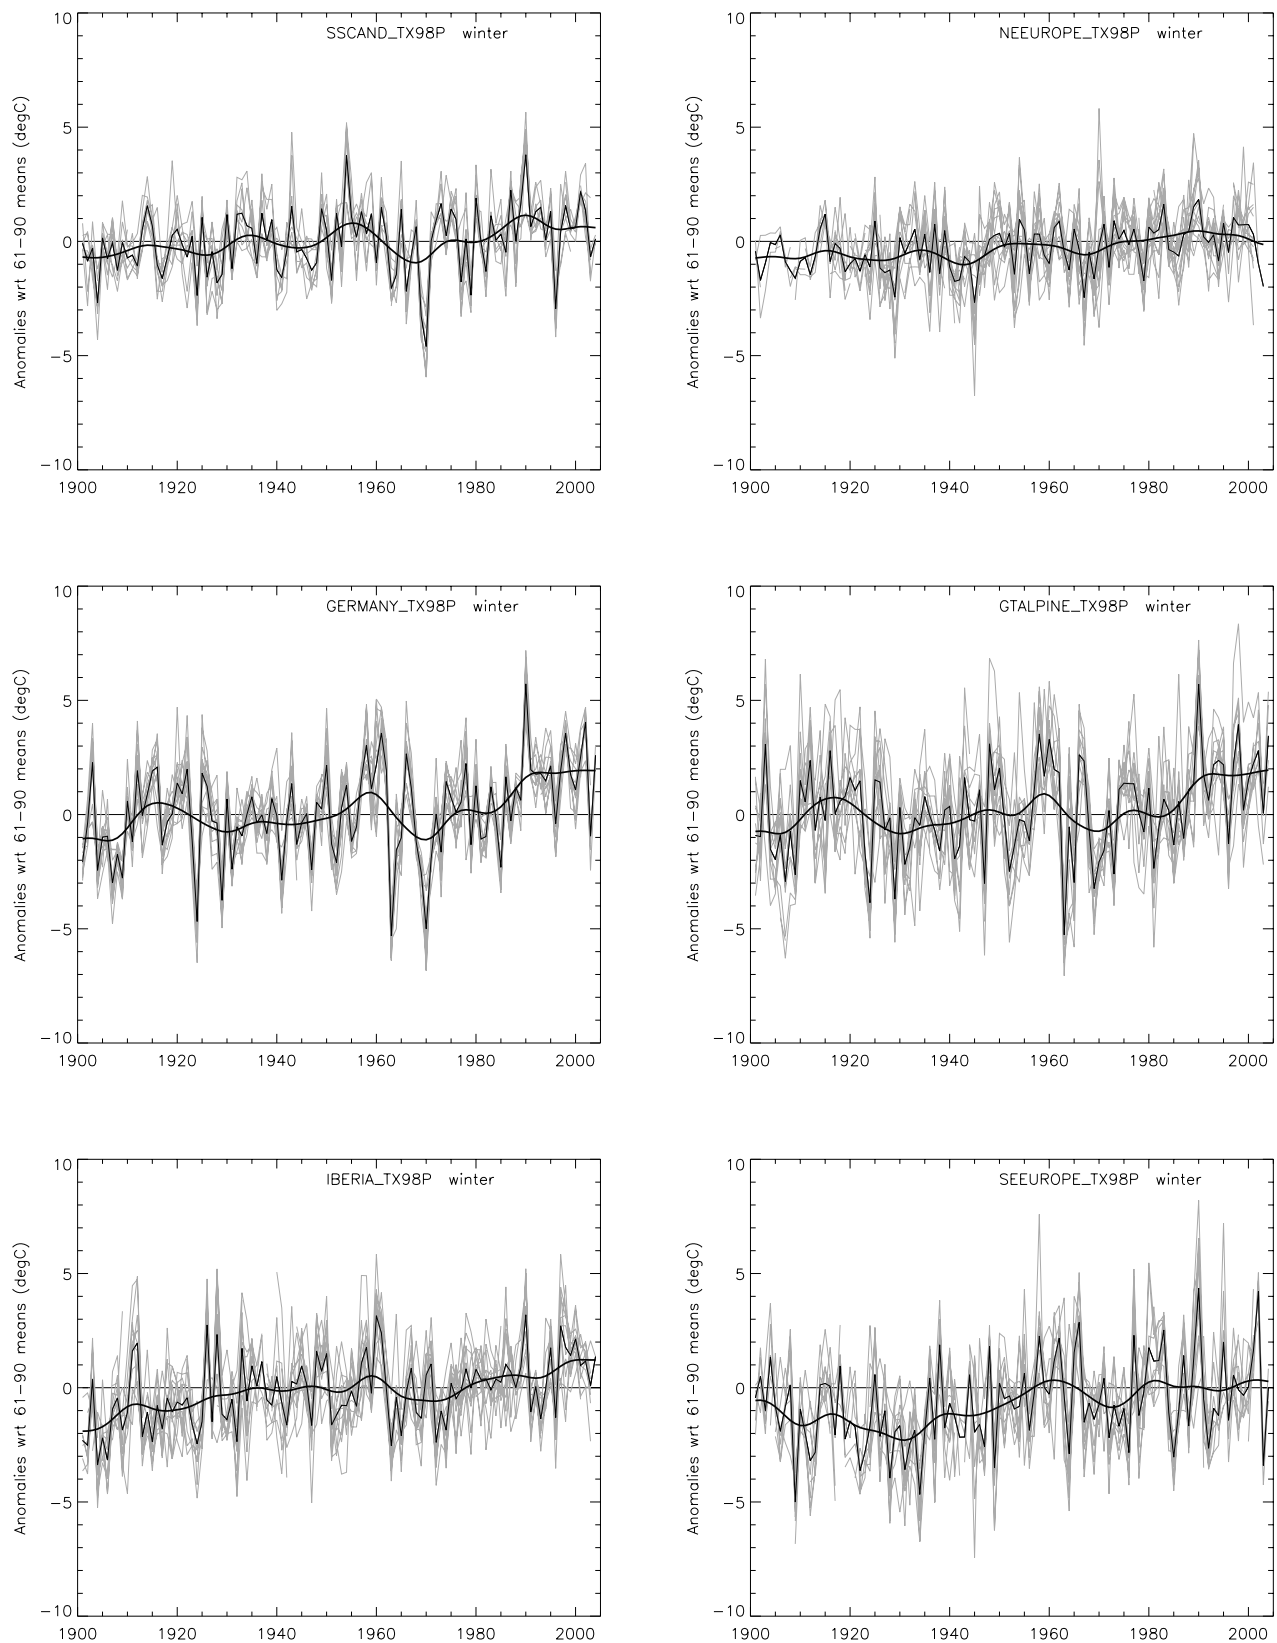 SSCAND_TX98P winter
10
5
0
−5
−10
Anomalies wrt 61−90 means (degC)
1900 1920 1940 1960 1980 2000
NEEUROPE_TX98P winter
10
5
0
−5
−10
Anomalies wrt 61−90 means (degC)
1900 1920 1940 1960 1980 2000
GERMANY_TX98P winter
10
5
0
−5
−10
Anomalies wrt 61−90 means (degC)
1900 1920 1940 1960 1980 2000
GTALPINE_TX98P winter
10
5
0
−5
−10
Anomalies wrt 61−90 means (degC)
1900 1920 1940 1960 1980 2000
IBERIA_TX98P winter
10
5
0
−5
−10
Anomalies wrt 61−90 means (degC)
1900 1920 1940 1960 1980 2000
SEEUROPE_TX98P winter
10
5
0
−5
−10
Anomalies wrt 61−90 means (degC)
1900 1920 1940 1960 1980 2000